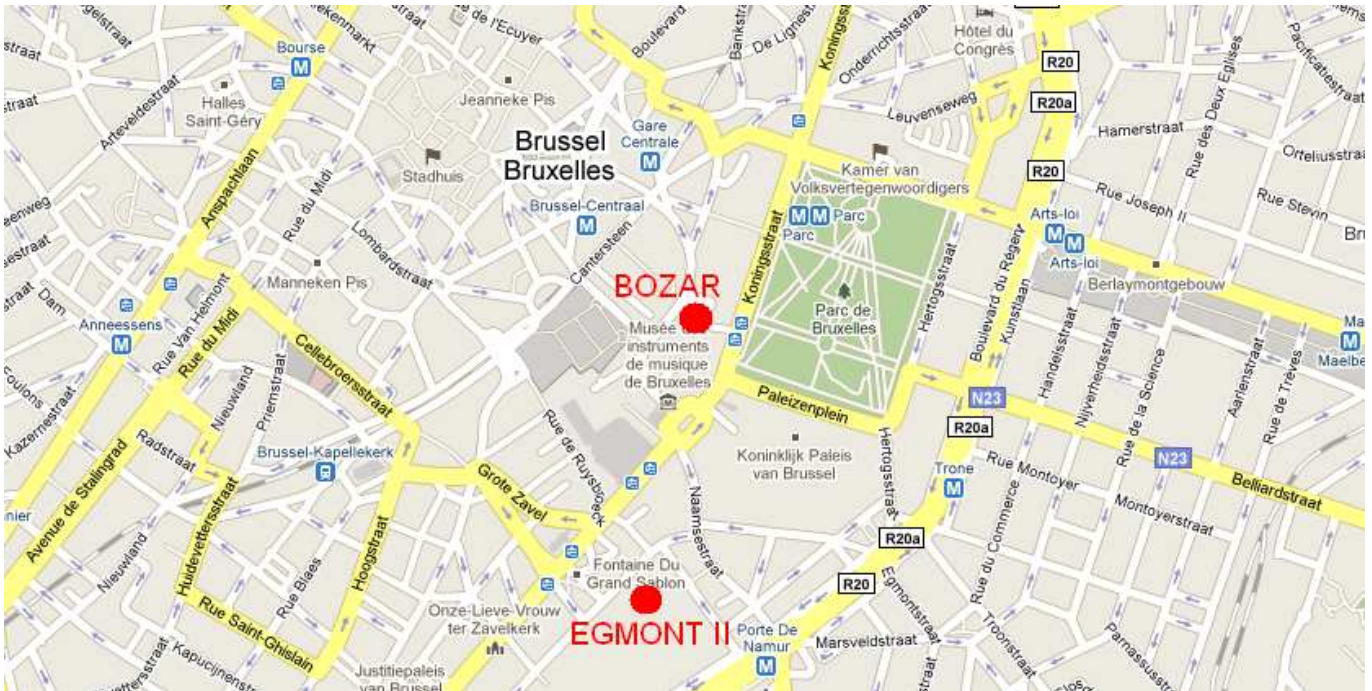 Bourse
M
Halles
Saint-Géry
Arteveldestraat
Anspachlaan
Rue du Midi
Jeanneke Pis
Stadhuis
Brussel
Bruxelles
Gare
Centrale
M
Brussel-Centraal
M
Boulevard
Bankstraat
De Lignestraat
Koningsstraat
Onderrichtsstraat
Hôtel du
Congrès
R20
R20a
R20
Leuvenseweg
Hamerstraat
Rue des Deux Eglises
Pacificatiestraat
Orteliusstraat
Kamer van
Volksvertegenwoordigers
M M Parc
Parc
Rue Joseph II
Rue Stevin
Arts-loi
M
M
Arts-loi
Berlaymontgebouw
Lombardstraat
Cantersteen
Manneken Pis
Koningsstraat
Hertogsstraat
Boulevard du Régent
Kunstlaan
Parc de
Bruxelles
BOZAR
Anneessens
M
Rue Van Helmont
Rue du Midi
Cellebroersstraat
Musée
instruments
de musique
de Bruxelles
Handelsstraat
Nijverheidsstraat
Rue de la Science
Aarlenstraat
Rue de Trèves
M
Kazernestraat
Nieuwland
Priemstraat
Radstraat
Brussel-Kapellekerk
Rue de Ruysbroeck
Paleizenplein
Koninklijk Paleis
van Brussel
Hertogsstraat
N23
R20a
N23
Belliardstraat
Trone
M
Rue Montoyer
Montoyerstraat
Avenue de Stalingrad
Huidevettersstraat
Hoogstraat
Grote Zavel
Naamsestraat
R20a
Rue du Commerce
Nieuwland
Rue Blaes
Rue Saint-Ghislain
Fontaine Du
Grand Sablon
R20
Egmontstraat
Troonstraat
Onze-Lieve-Vrouw
ter Zavelkerk
EGMONT II
Porte De
Namur
M
Marsveldstraat
Justitiepaleis
van Brussel